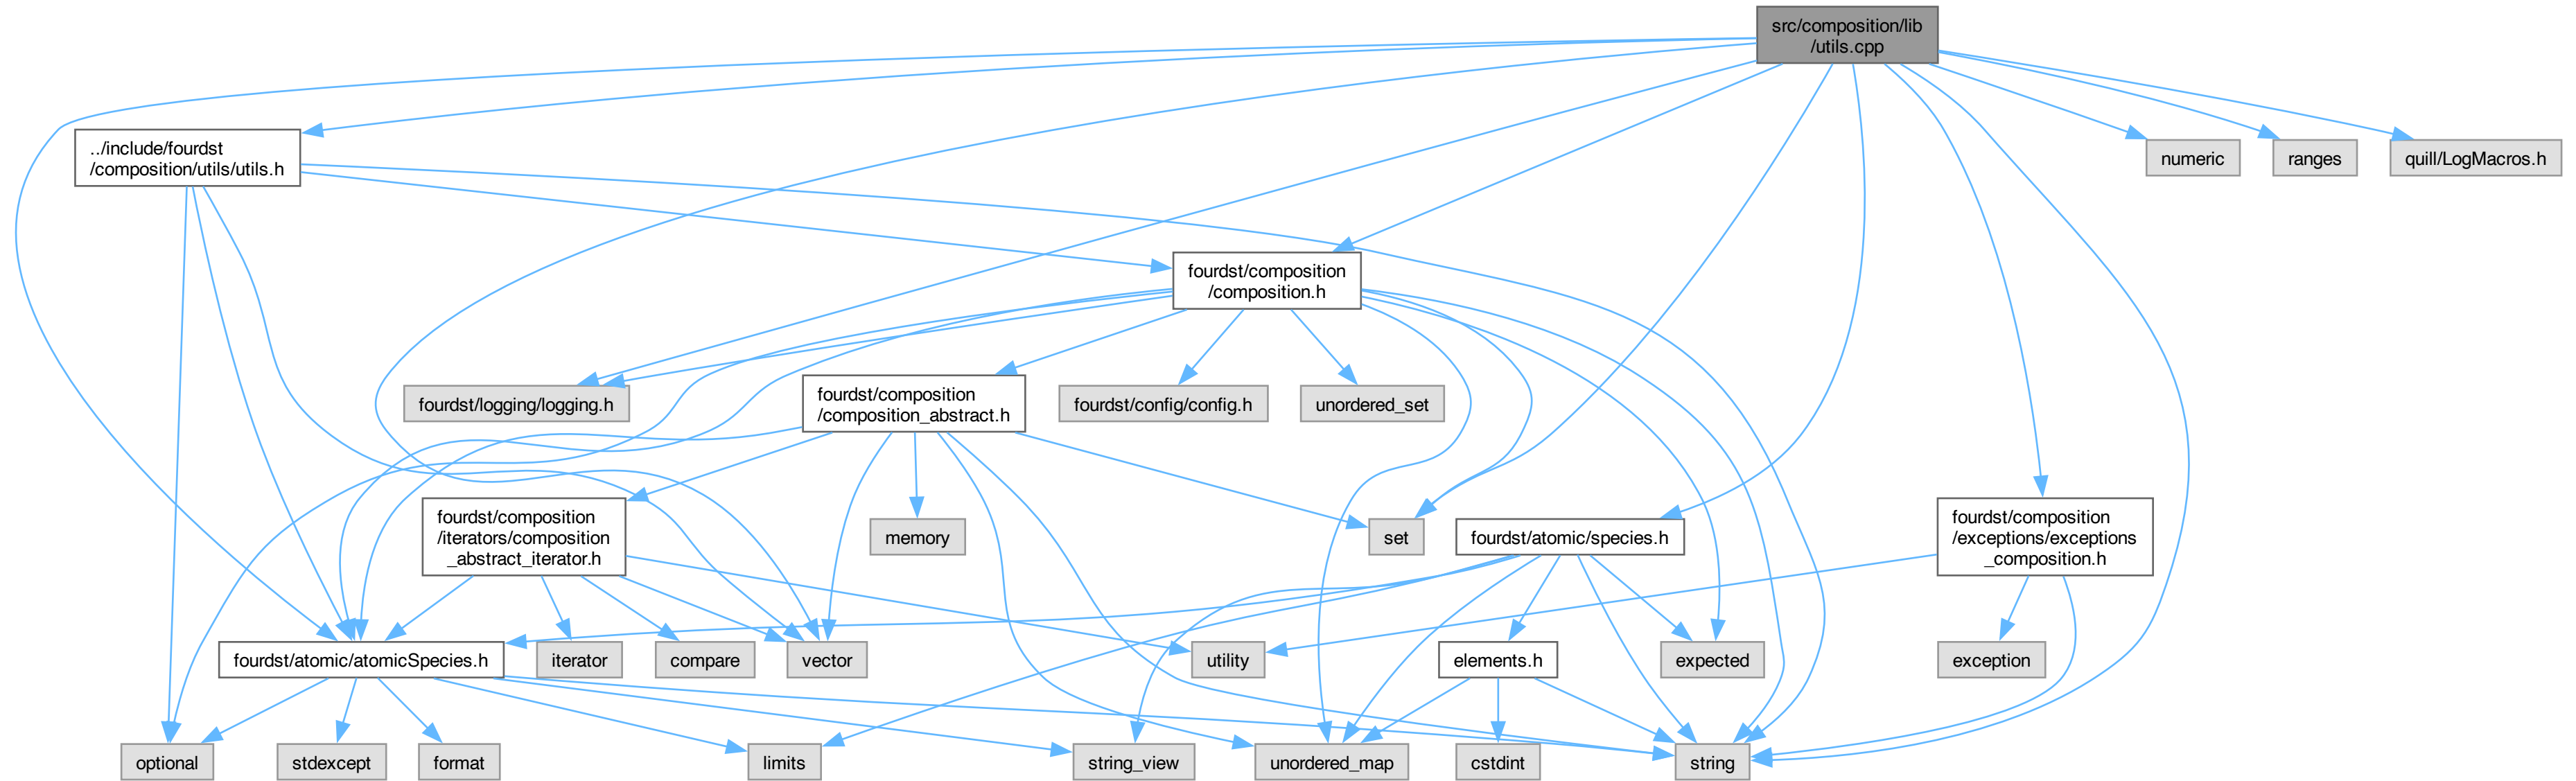 src/composition/lib
/utils.cpp
../include/fourdst
/composition/utils/utils.h
numeric
ranges
quill/LogMacros.h
fourdst/composition
/composition.h
fourdst/logging/logging.h
fourdst/composition
/composition_abstract.h
fourdst/config/config.h
unordered_set
fourdst/composition
/iterators/composition
_abstract_iterator.h
memory
set
fourdst/atomic/species.h
fourdst/composition
/exceptions/exceptions
_composition.h
fourdst/atomic/atomicSpecies.h
iterator
compare
vector
utility
elements.h
expected
exception
optional
stdexcept
format
limits
string_view
unordered_map
cstdint
string